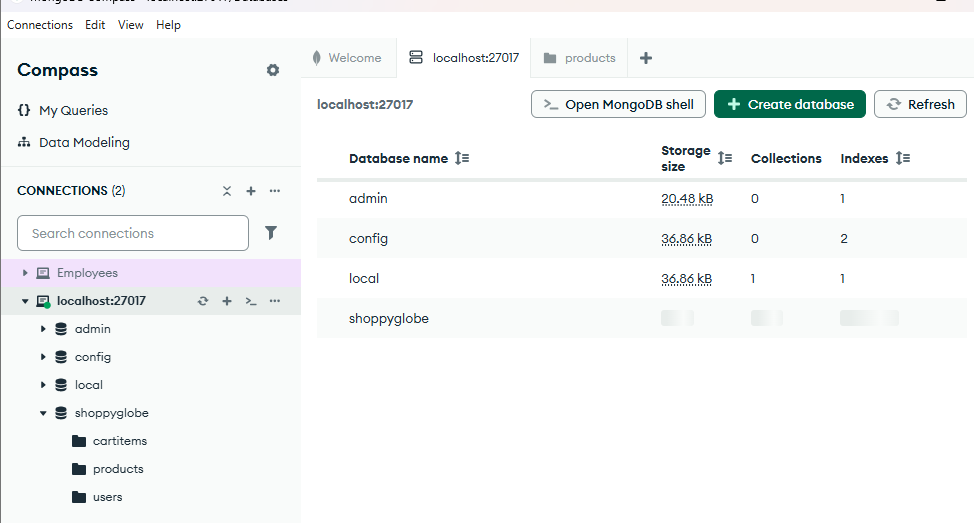 Connections Edit View Help
Compass
My Queries
Data Modeling
CONNECTIONS (2)
Search connections
Employees
localhost:27017
admin
config
local
shoppyglobe
cartitems
products
users
Welcome localhost:27017 products
localhost:27017 Open MongoDB shell Create database Refresh
Database name Storage size Collections Indexes
admin 20.48 kB 0 1
config 36.86 kB 0 2
local 36.86 kB 1 1
shoppyglobe